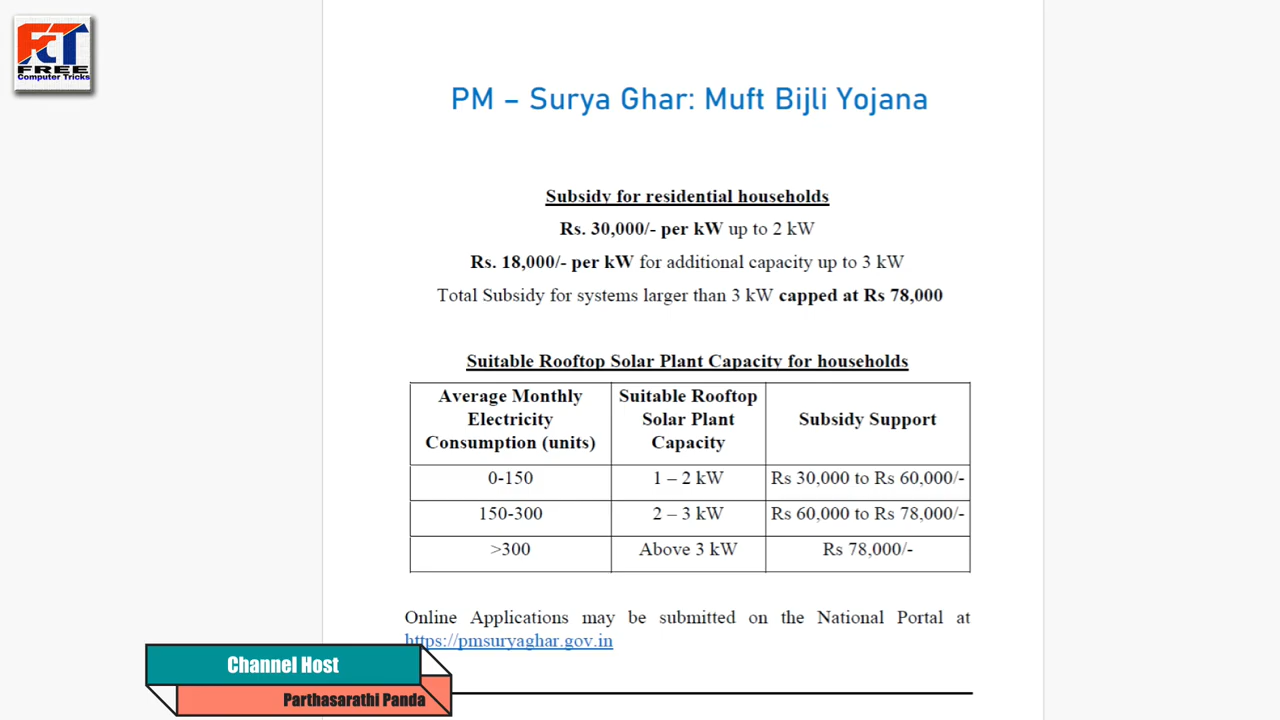 FCT
FREE
Computer Tricks
PM – Surya Ghar: Muft Bijli Yojana
Subsidy for residential households
Rs. 30,000/- per kW up to 2 kW
Rs. 18,000/- per kW for additional capacity up to 3 kW
Total Subsidy for systems larger than 3 kW capped at Rs 78,000
Suitable Rooftop Solar Plant Capacity for households
Average Monthly Electricity Consumption (units) Suitable Rooftop Solar Plant Capacity Subsidy Support
0-150 1 – 2 kW Rs 30,000 to Rs 60,000/-
150-300 2 – 3 kW Rs 60,000 to Rs 78,000/-
>300 Above 3 kW Rs 78,000/-
Online Applications may be submitted on the National Portal at
https://pmsuryaghar.gov.in
Channel Host
Parthasarathi Panda